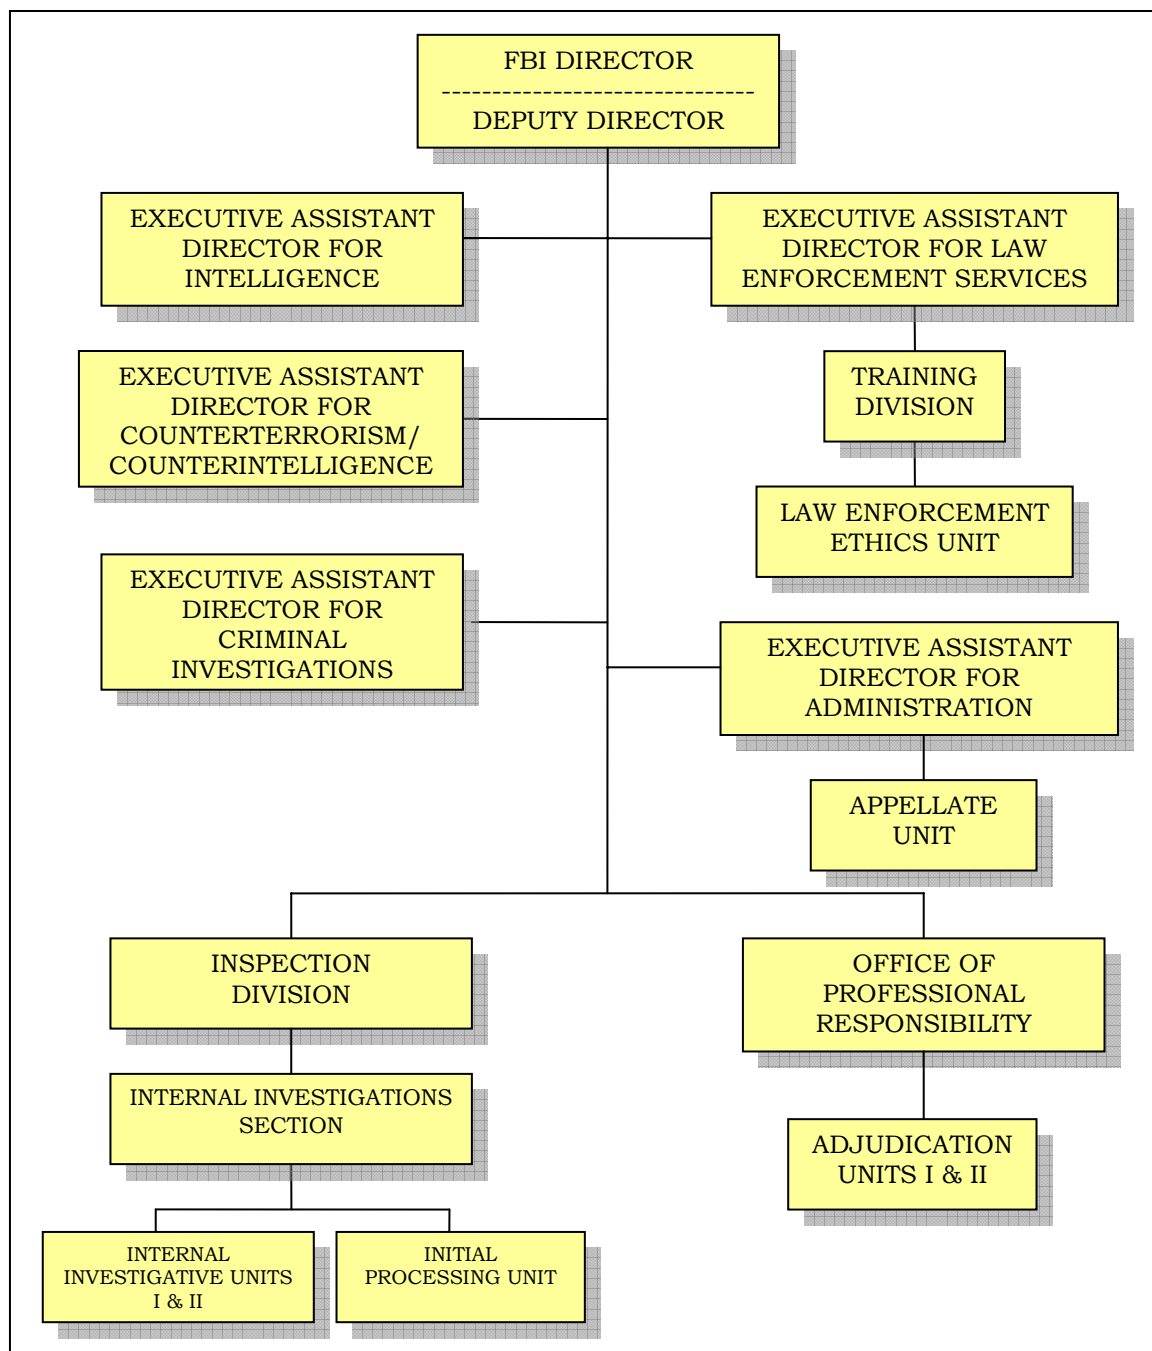 FBI DIRECTOR
-------------------------------
DEPUTY DIRECTOR
EXECUTIVE ASSISTANT
DIRECTOR FOR
INTELLIGENCE
EXECUTIVE ASSISTANT
DIRECTOR FOR LAW
ENFORCEMENT SERVICES
EXECUTIVE ASSISTANT
DIRECTOR FOR
COUNTERTERRORISM/
COUNTERINTELLIGENCE
TRAINING
DIVISION
LAW ENFORCEMENT
ETHICS UNIT
EXECUTIVE ASSISTANT
DIRECTOR FOR
CRIMINAL
INVESTIGATIONS
EXECUTIVE ASSISTANT
DIRECTOR FOR
ADMINISTRATION
APPELLATE
UNIT
INSPECTION
DIVISION
OFFICE OF
PROFESSIONAL
RESPONSIBILITY
INTERNAL INVESTIGATIONS
SECTION
ADJUDICATION
UNITS I & II
INTERNAL
INVESTIGATIVE UNITS
I & II
INITIAL
PROCESSING UNIT